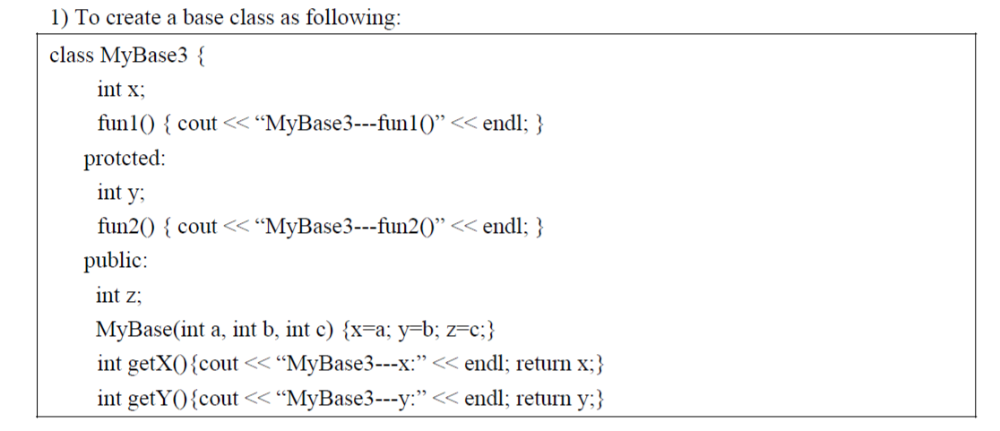 1) To create a base class as following:
class MyBase3 {
int x;
fun1() { cout << “MyBase3---fun1()” << endl; }
protcted:
int y;
fun2() { cout << “MyBase3---fun2()” << endl; }
public:
int z;
MyBase(int a, int b, int c) {x=a; y=b; z=c;}
int getX(){cout << “MyBase3---x:” << endl; return x;}
int getY(){cout << “MyBase3---y:” << endl; return y;}